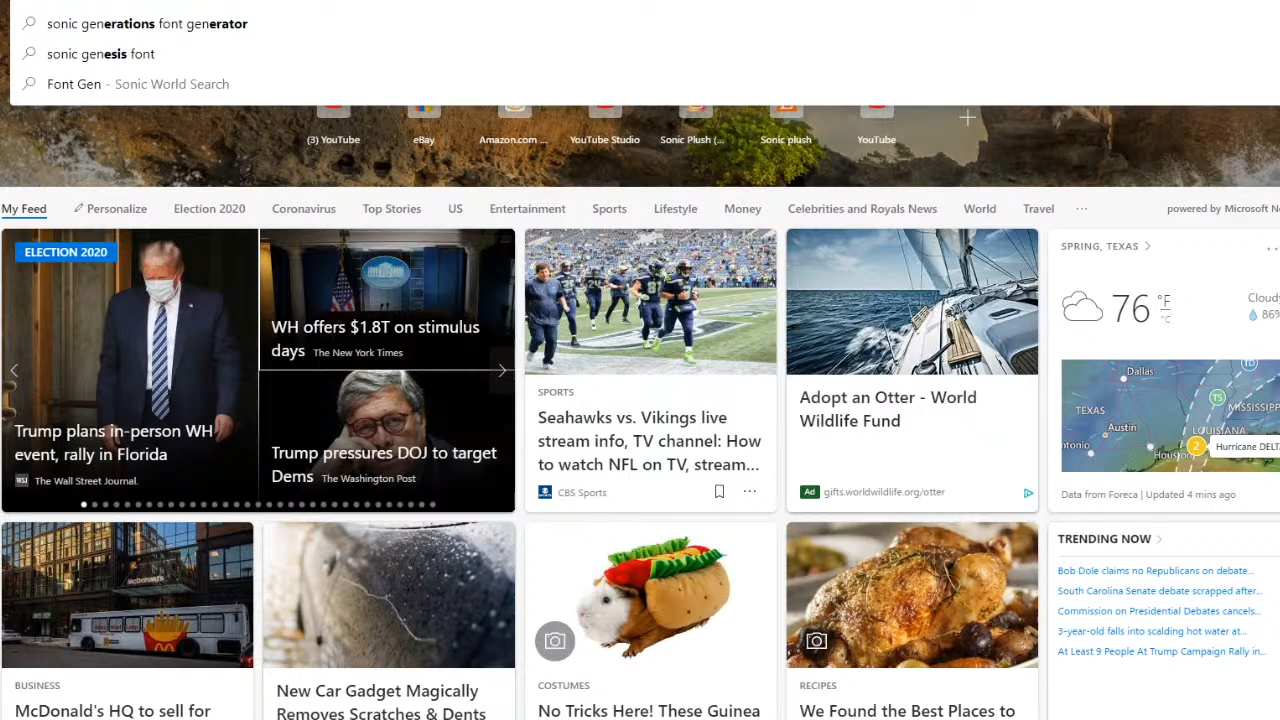 sonic generations font generator
sonic genesis font
Font Gen - Sonic World Search
(3) YouTube
eBay
Amazon.com ...
YouTube Studio
Sonic Plush (...
Sonic plush
YouTube
My Feed
Personalize
Election 2020
Coronavirus
Top Stories
US
Entertainment
Sports
Lifestyle
Money
Celebrities and Royals News
World
Travel
...
powered by Microsoft Ne
ELECTION 2020
Trump plans in-person WH
event, rally in Florida
WSJ The Wall Street Journal.
WH offers $1.8T on stimulus
days The New York Times
Trump pressures DOJ to target
Dems The Washington Post
SPORTS
Seahawks vs. Vikings live
stream info, TV channel: How
to watch NFL on TV, stream...
CBS Sports
...
Adopt an Otter - World
Wildlife Fund
Ad gifts.worldwildlife.org/otter
SPRING, TEXAS
76 °F
°C
Cloudy
86%
Dallas
TEXAS
MISSISSIPP
Austin
LOUISIANA
ntonio
Houston
TS
TD
2
Hurricane DELT
Data from Foreca | Updated 4 mins ago
McDonald's
BUSINESS
McDonald's HQ to sell for
New Car Gadget Magically
Removes Scratches & Dents
COSTUMES
No Tricks Here! These Guinea
RECIPES
We Found the Best Places to
TRENDING NOW
Bob Dole claims no Republicans on debate...
South Carolina Senate debate scrapped after...
Commission on Presidential Debates cancels...
3-year-old falls into scalding hot water at...
At Least 9 People At Trump Campaign Rally in...